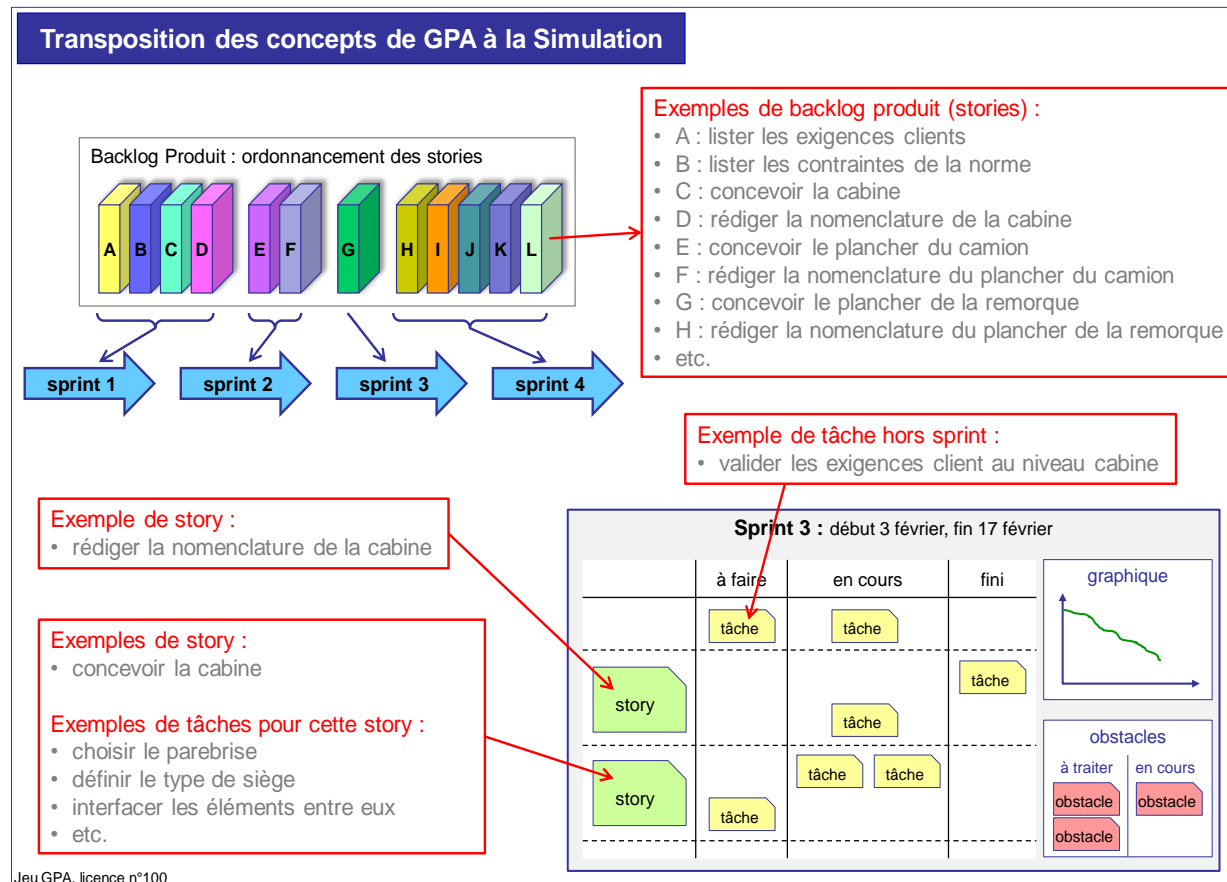 Transposition des concepts de GPA à la Simulation
Backlog Produit : ordonnancement des stories
A B C D E F G H I J K L
sprint 1
sprint 2
sprint 3
sprint 4
Exemples de backlog produit (stories) :
• A : lister les exigences clients
• B : lister les contraintes de la norme
• C : concevoir la cabine
• D : rédiger la nomenclature de la cabine
• E : concevoir le plancher du camion
• F : rédiger la nomenclature du plancher du camion
• G : concevoir le plancher de la remorque
• H : rédiger la nomenclature du plancher de la remorque
• etc.
Exemple de tâche hors sprint :
• valider les exigences client au niveau cabine
Exemple de story :
• rédiger la nomenclature de la cabine
Exemples de story :
• concevoir la cabine
Exemples de tâches pour cette story :
• choisir le parebrise
• définir le type de siège
• interfacer les éléments entre eux
• etc.
Sprint 3 : début 3 février, fin 17 février
à faire en cours fini
tâche tâche
story
tâche
tâche
story
tâche tâche
tâche
graphique
obstacles
à traiter en cours
obstacle obstacle
obstacle
Jeu GPA, licence n°100